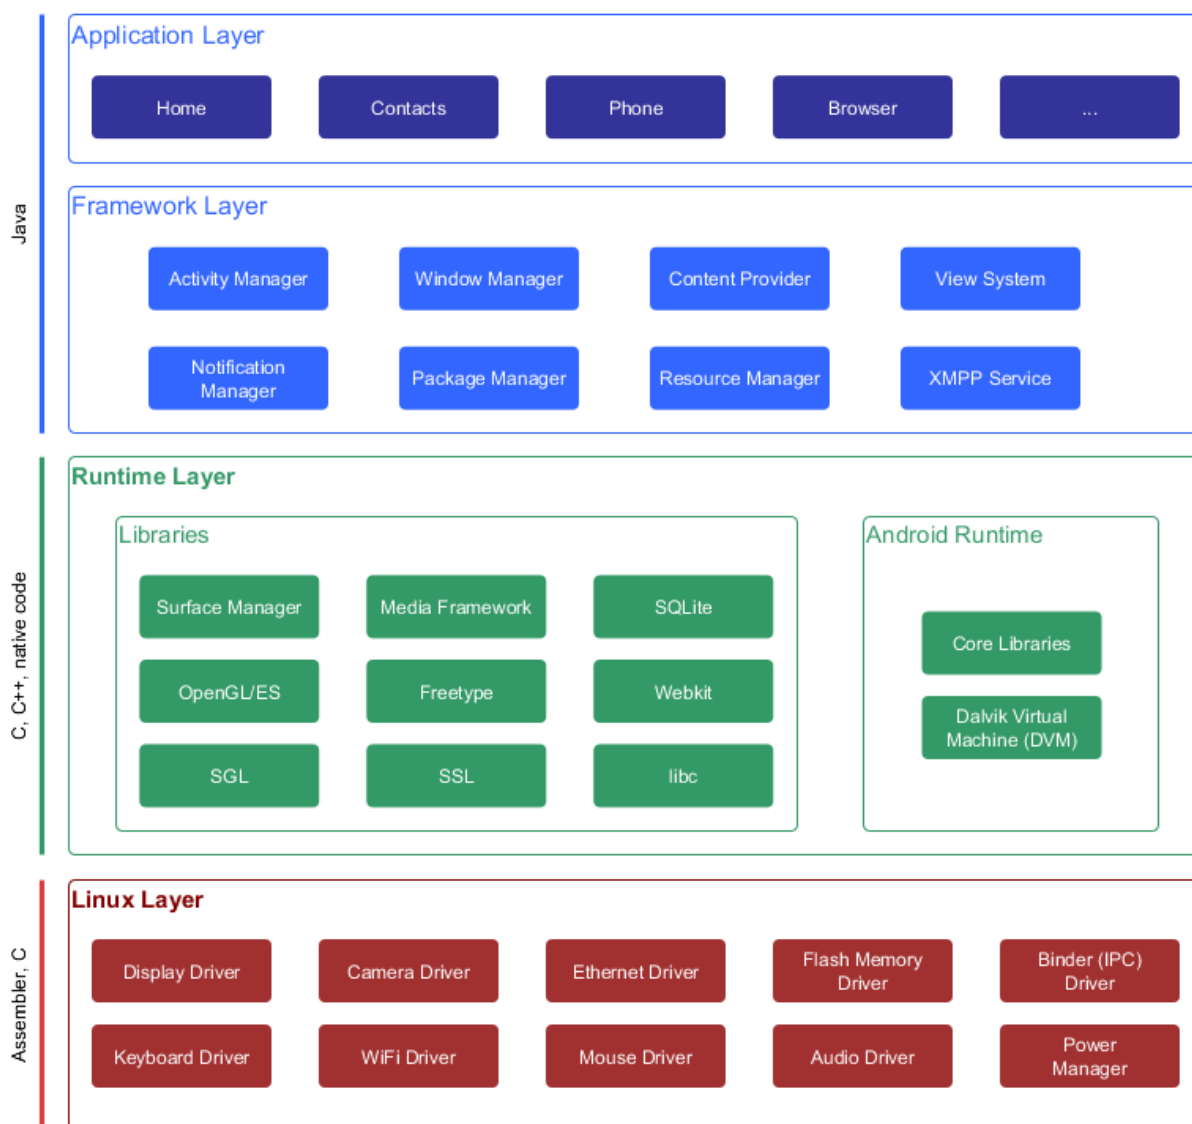 Application Layer
Home
Contacts
Phone
Browser
...
Java
Framework Layer
Activity Manager
Window Manager
Content Provider
View System
Notification
Manager
Package Manager
Resource Manager
XMPP Service
C, C++, native code
Runtime Layer
Libraries
Surface Manager
Media Framework
SQLite
OpenGL/ES
Freetype
Webkit
SGL
SSL
libc
Android Runtime
Core Libraries
Dalvik Virtual
Machine (DVM)
Assembler, C
Linux Layer
Display Driver
Camera Driver
Ethernet Driver
Flash Memory
Driver
Binder (IPC)
Driver
Keyboard Driver
WiFi Driver
Mouse Driver
Audio Driver
Power
Manager